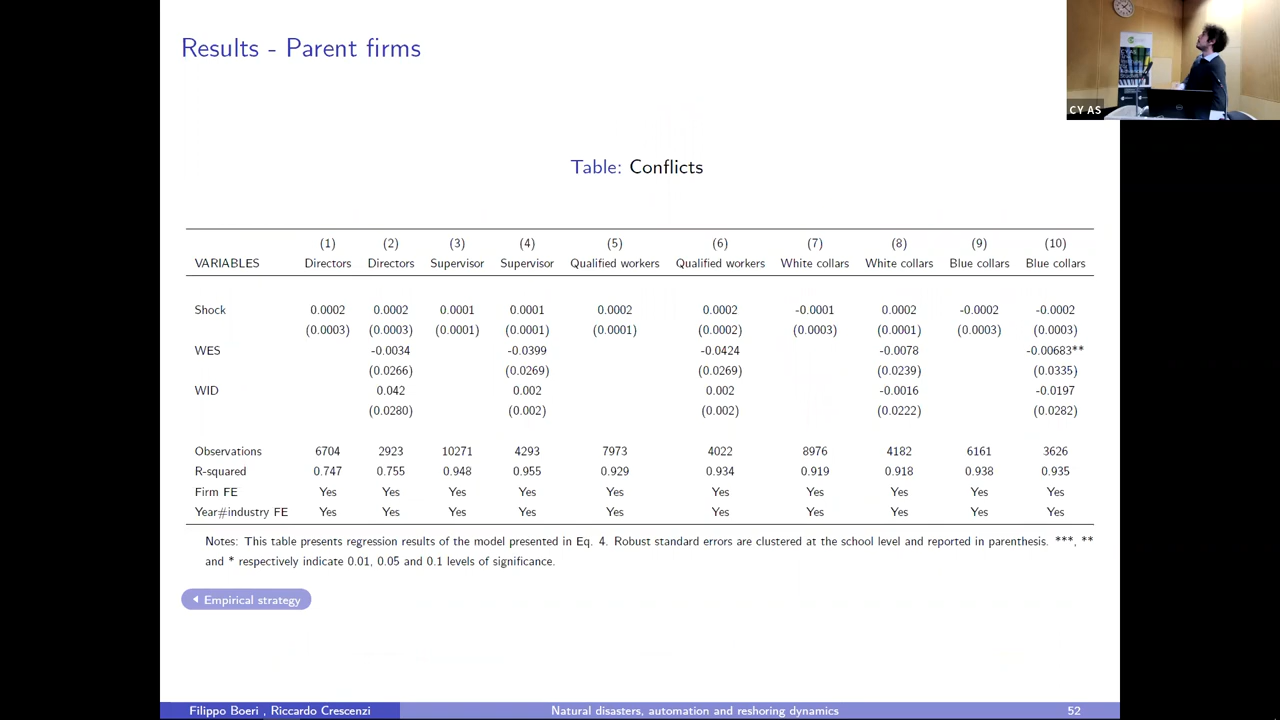 Results - Parent firms
CY AS
Table: Conflicts
(1) (2) (3) (4) (5) (6) (7) (8) (9) (10)
VARIABLES Directors Directors Supervisor Supervisor Qualified workers Qualified workers White collars White collars Blue collars Blue collars
Shock 0.0002 0.0002 0.0001 0.0001 0.0002 0.0002 -0.0001 0.0002 -0.0002 -0.0002
(0.0003) (0.0003) (0.0001) (0.0001) (0.0001) (0.0002) (0.0003) (0.0001) (0.0003) (0.0003)
WES -0.0034 -0.0399 -0.0424 -0.0078 -0.00683**
(0.0266) (0.0269) (0.0269) (0.0239) (0.0335)
WID 0.042 0.002 0.002 -0.0016 -0.0197
(0.0280) (0.002) (0.002) (0.0222) (0.0282)
Observations 6704 2923 10271 4293 7973 4022 8976 4182 6161 3626
R-squared 0.747 0.755 0.948 0.955 0.929 0.934 0.919 0.918 0.938 0.935
Firm FE Yes Yes Yes Yes Yes Yes Yes Yes Yes Yes
Year#industry FE Yes Yes Yes Yes Yes Yes Yes Yes Yes Yes
Notes: This table presents regression results of the model presented in Eq. 4. Robust standard errors are clustered at the school level and reported in parenthesis. ***, **
and * respectively indicate 0.01, 0.05 and 0.1 levels of significance.
Empirical strategy
Filippo Boeri , Riccardo Crescenzi Natural disasters, automation and reshoring dynamics 52